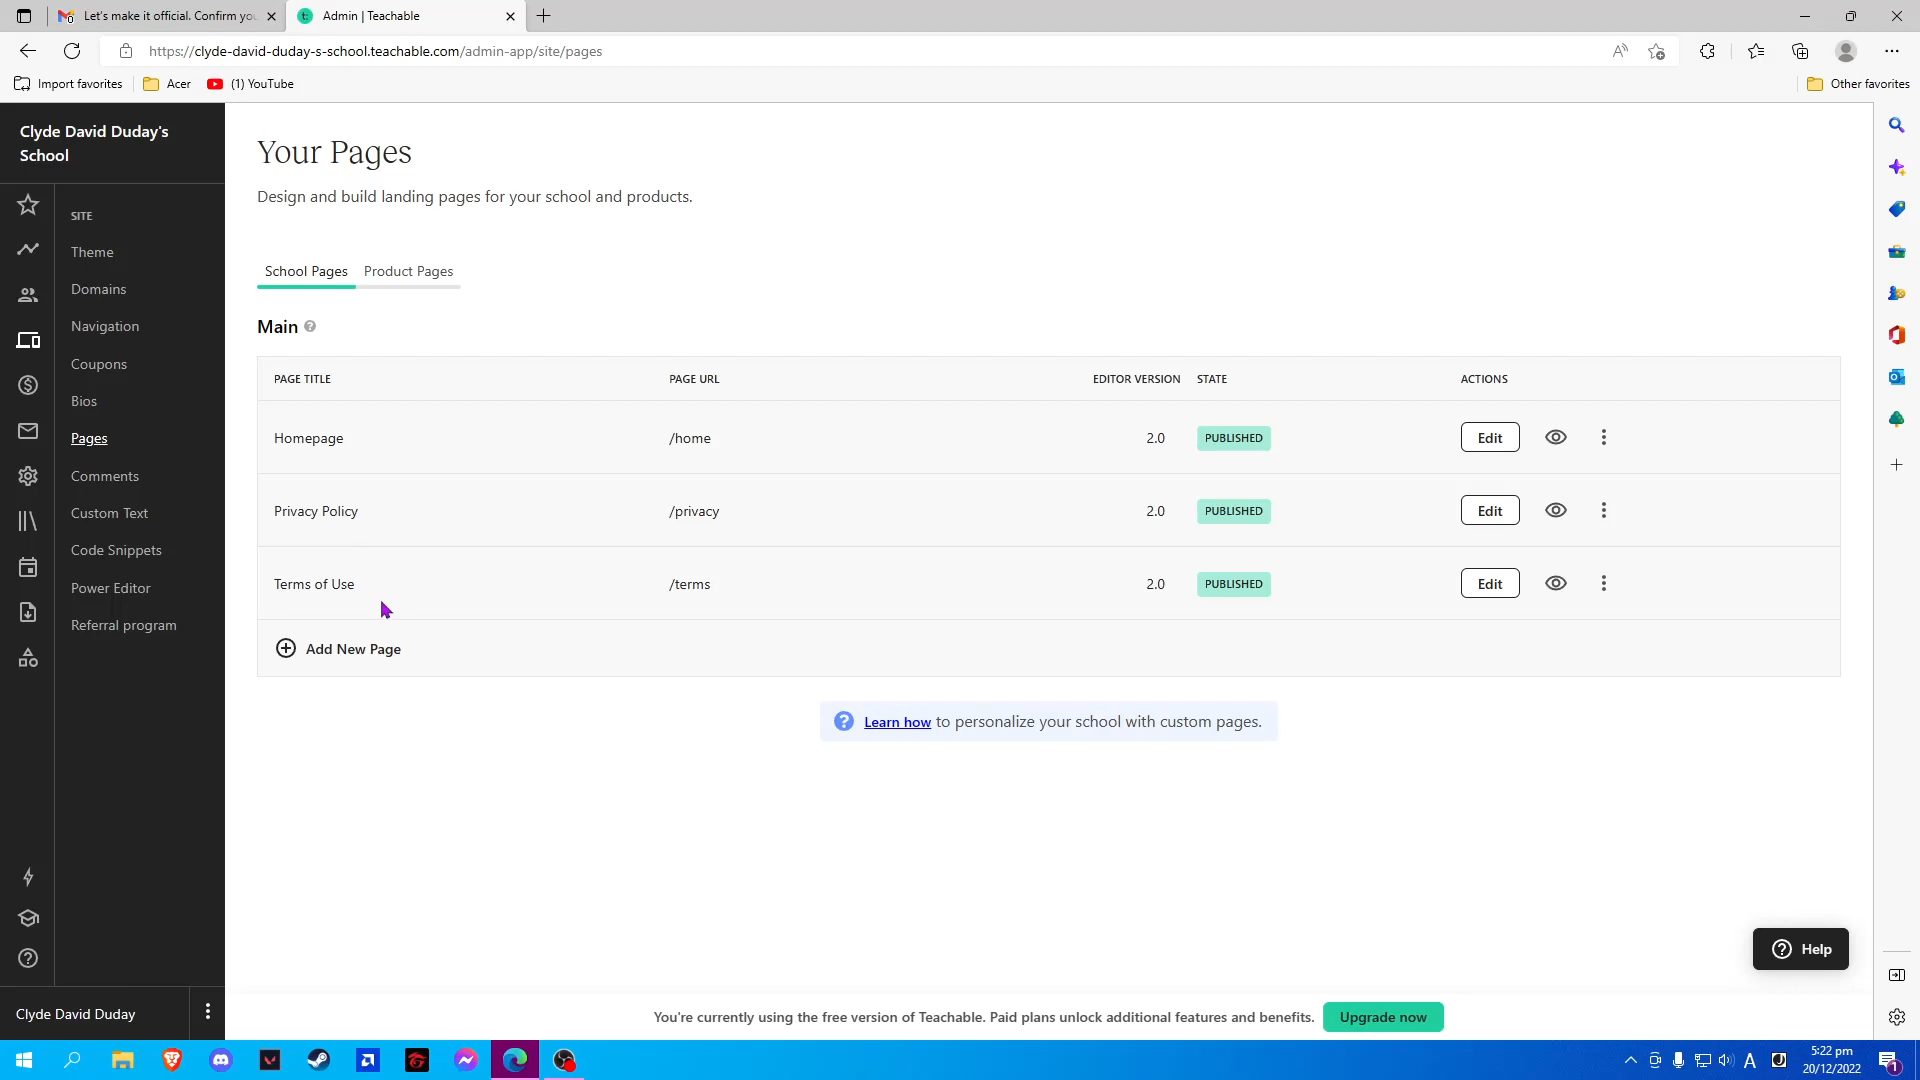 Let's make it official. Confirm you
Admin | Teachable
https://clyde-david-duday-s-school.teachable.com/admin-app/site/pages
Import favorites
Acer
(1) YouTube
Other favorites
Clyde David Duday's
School
SITE
Theme
Domains
Navigation
Coupons
Bios
Pages
Comments
Custom Text
Code Snippets
Power Editor
Referral program
Clyde David Duday
Your Pages
Design and build landing pages for your school and products.
School Pages
Product Pages
Main
PAGE TITLE
PAGE URL
EDITOR VERSION
STATE
ACTIONS
Homepage
/home
2.0
PUBLISHED
Edit
Privacy Policy
/privacy
2.0
PUBLISHED
Edit
Terms of Use
/terms
2.0
PUBLISHED
Edit
Add New Page
Learn how to personalize your school with custom pages.
Help
You're currently using the free version of Teachable. Paid plans unlock additional features and benefits.
Upgrade now
5:22 pm
20/12/2022
1